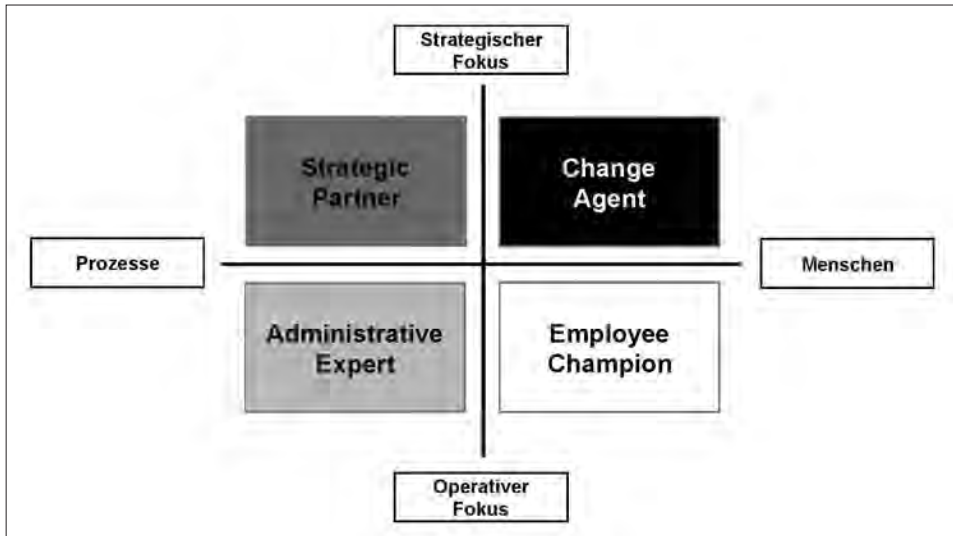 Strategischer
Fokus
Strategic
Partner
Change
Agent
Prozesse
Menschen
Administrative
Expert
Employee
Champion
Operativer
Fokus